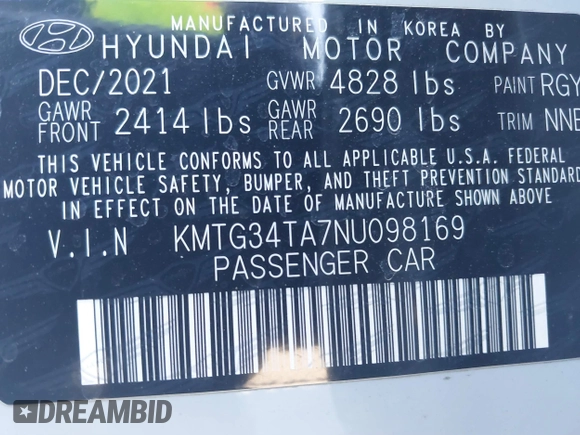 MANUFACTURED IN KOREA BY
HYUNDAI MOTOR COMPANY
DEC/2021 GVWR 4828 lbs PAINT RGY
GAWR FRONT 2414 lbs GAWR REAR 2690 lbs TRIM NNB
THIS VEHICLE CONFORMS TO ALL APPLICABLE U.S.A. FEDERAL
MOTOR VEHICLE SAFETY, BUMPER, AND THEFT PREVENTION STANDARD
IN EFFECT ON THE DATE OF MANUFACTURE SHOWN ABOVE
V.I.N KMTG34TA7NU098169
PASSENGER CAR
DREAMBID